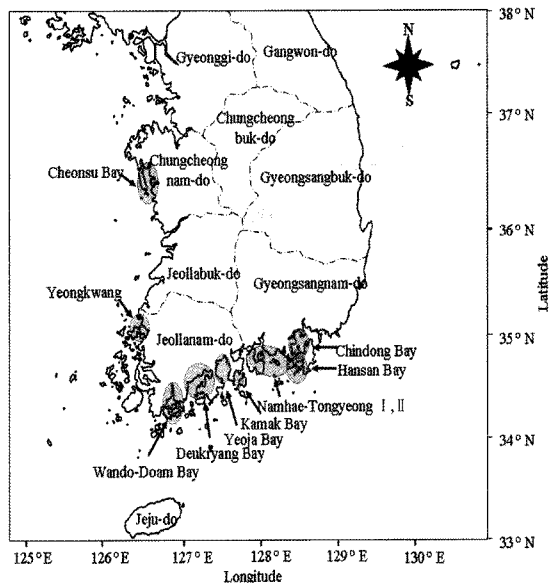 38° N
Gyeonggi-do
Gangwon-do
N
S
37° N
Chungcheong
buk-do
Cheonsu Bay
Chungcheong
nam-do
Gyeongsangbuk-do
36° N
Jeollabuk-do
Gyeongsangnam-do
Latitude
Yeongkwang
35° N
Jeollanam-do
Chindong Bay
Hansan Bay
Namhae-Tongyeong Ⅰ,Ⅱ
Kamak Bay
Yeoja Bay
Deukryang Bay
Wando-Doam Bay
34° N
Jeju-do
33° N
125° E
126° E
127° E
128° E
129° E
130° E
Longitude